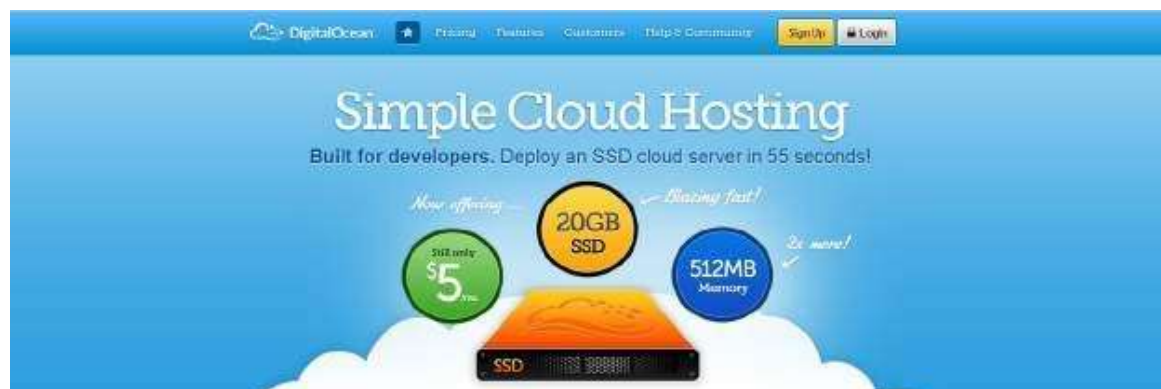 DigitalOcean Pricing Features Customers Help & Community Sign Up Login
Simple Cloud Hosting
Built for developers. Deploy an SSD cloud server in 55 seconds!
Now offering...
20GB
SSD
Blazing fast!
Still only
$5
512MB
Memory
2x more!
SSD